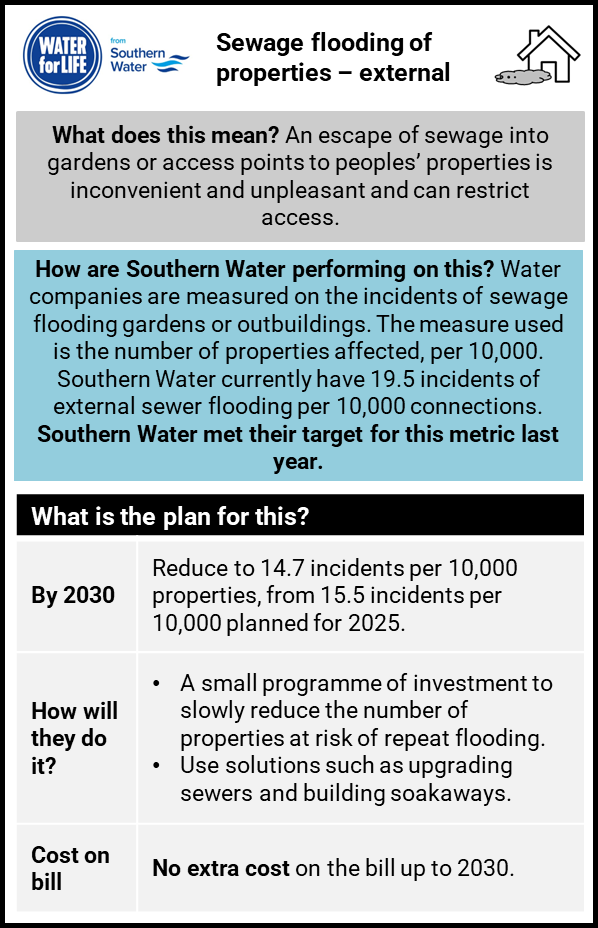 WATER
for LIFE
from
Southern
Water
Sewage flooding of
properties – external
What does this mean? An escape of sewage into
gardens or access points to peoples’ properties is
inconvenient and unpleasant and can restrict
access.
How are Southern Water performing on this? Water
companies are measured on the incidents of sewage
flooding gardens or outbuildings. The measure used
is the number of properties affected, per 10,000.
Southern Water currently have 19.5 incidents of
external sewer flooding per 10,000 connections.
Southern Water met their target for this metric last
year.
What is the plan for this?
By 2030
Reduce to 14.7 incidents per 10,000
properties, from 15.5 incidents per
10,000 planned for 2025.
How will
they do
it?
• A small programme of investment to
slowly reduce the number of
properties at risk of repeat flooding.
• Use solutions such as upgrading
sewers and building soakaways.
Cost on
bill
No extra cost on the bill up to 2030.